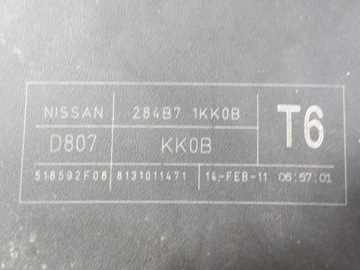 NISSAN 284B7 1KK0B T6
D807 KK0B
518592F08 8131011471 14-FEB-11 06:57:01